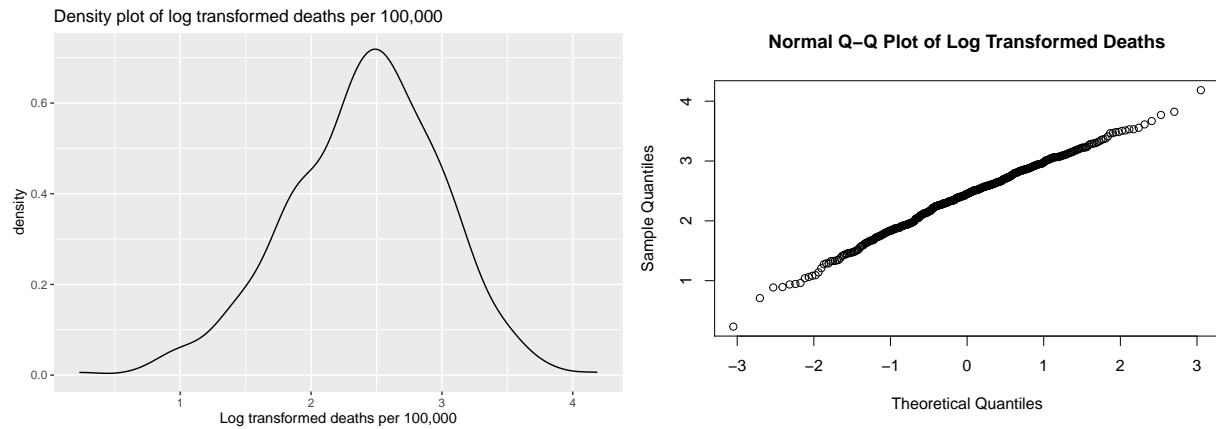 Density plot of log transformed deaths per 100,000
0.6
0.4
0.2
0.0
density
1 2 3 4
Log transformed deaths per 100,000
Normal Q−Q Plot of Log Transformed Deaths
4
3
2
1
Sample Quantiles
−3 −2 −1 0 1 2 3
Theoretical Quantiles